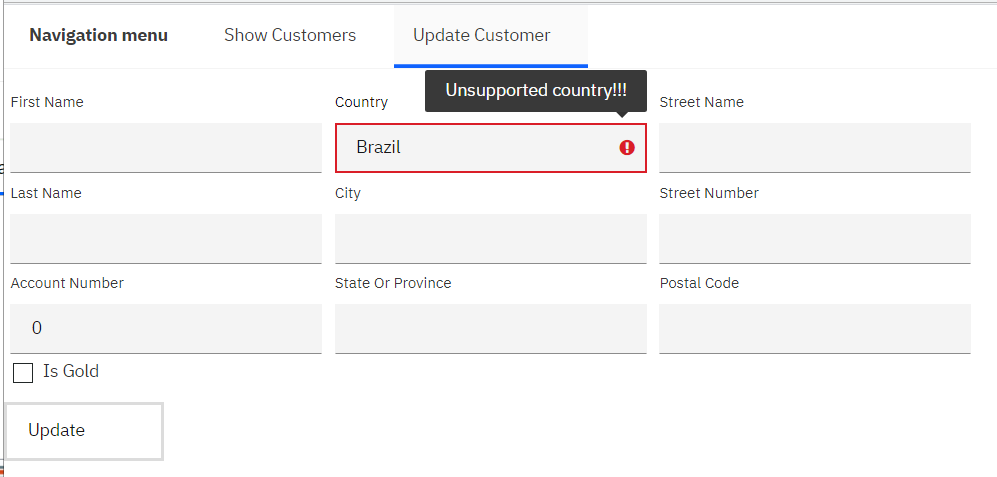 Navigation menu Show Customers Update Customer
Unsupported country!!!
First Name Country Street Name
Brazil
Last Name City Street Number
Account Number State Or Province Postal Code
0
Is Gold
Update